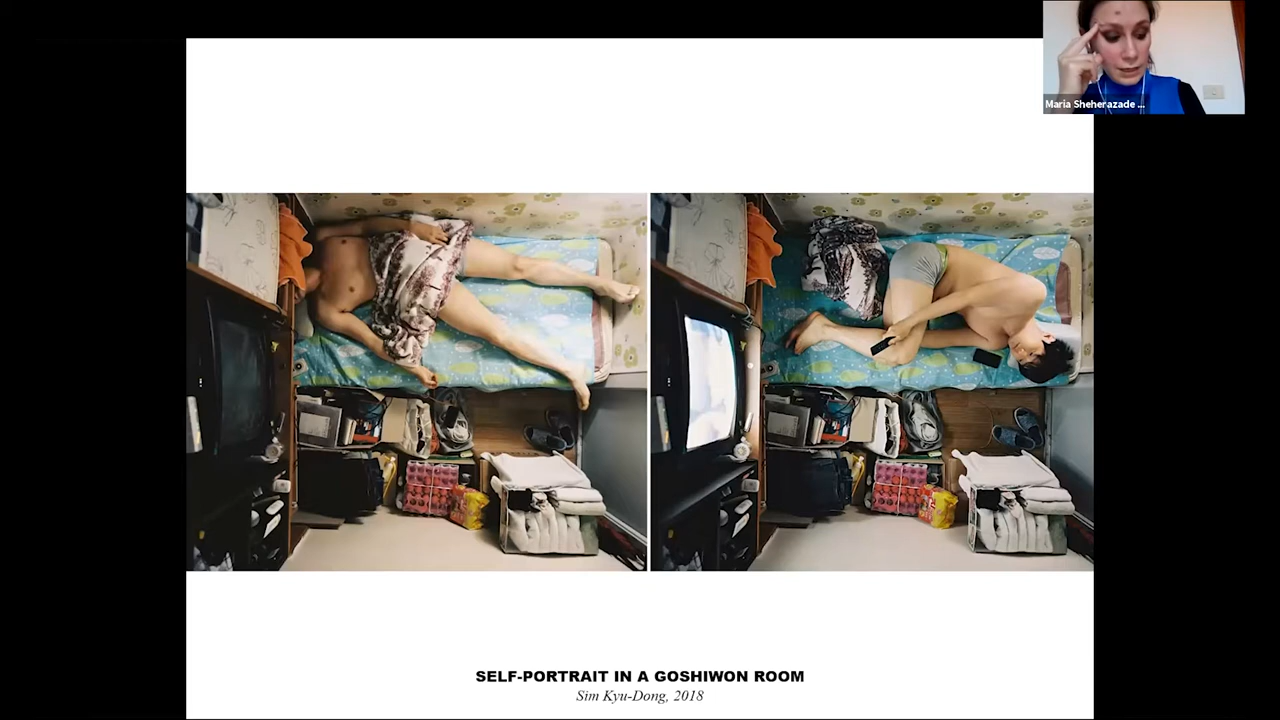 Maria Sheherazade ...
SELF-PORTRAIT IN A GOSHIWON ROOM
Sim Kyu-Dong, 2018